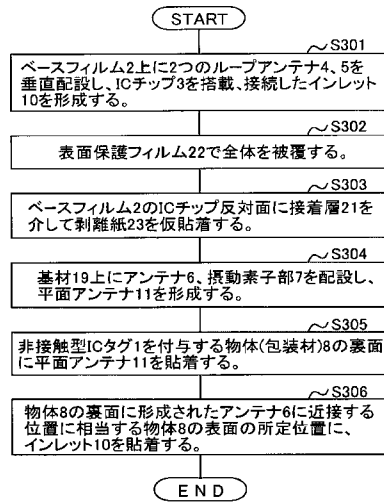 START
S301
ベースフィルム2上に2つのループアンテナ4、5を
垂直配設し、ICチップ3を搭載、接続したインレット
10を形成する。
S302
表面保護フィルム22で全体を被覆する。
S303
ベースフィルム2のICチップ反対面に接着層21を
介して剥離紙23を仮貼着する。
S304
基材19上にアンテナ6、摂動素子部7を配設し、
平面アンテナ11を形成する。
S305
非接触型ICタグ1を付与する物体(包装材)8の裏面
に平面アンテナ11を貼着する。
S306
物体8の裏面に形成されたアンテナ6に近接する
位置に相当する物体8の表面の所定位置に、
インレット10を貼着する。
END